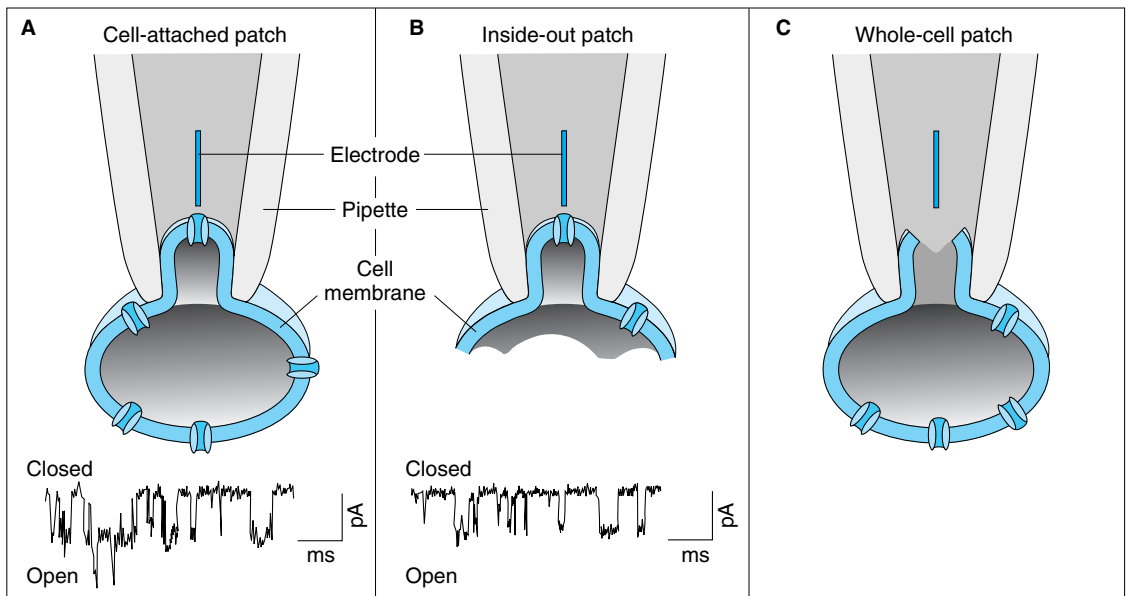 A
Cell-attached patch
B
Inside-out patch
C
Whole-cell patch
Electrode
Pipette
Cell
membrane
Closed
pA
ms
Open
Closed
pA
ms
Open